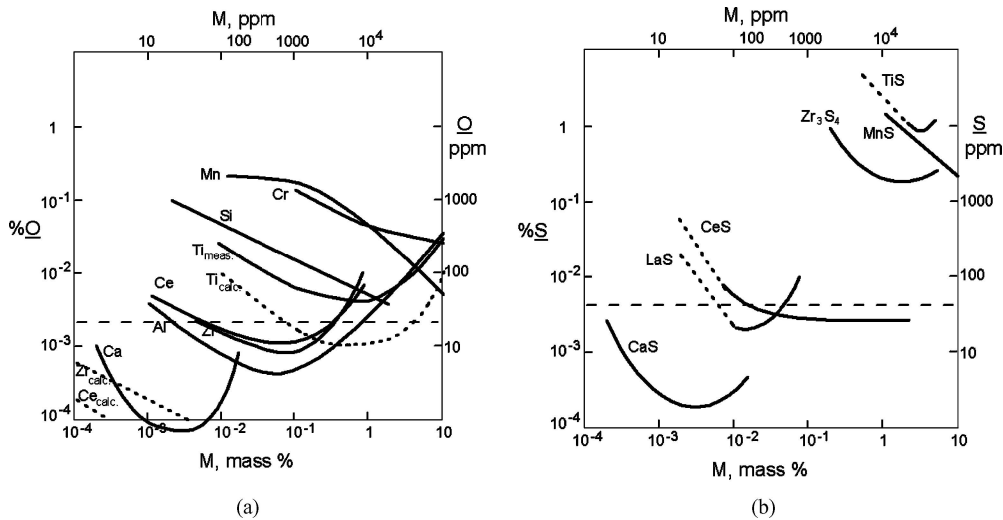 M, ppm
10 100 1000 10⁴
1
10⁻¹
%O
10⁻²
10⁻³
10⁻⁴
O
ppm
1000
100
10
Mn
Cr
Si
Ti meas.
Ti calc.
Ce
Al
Zr
Ca
Zr calc.
Ce calc.
10⁻⁴ 10⁻³ 10⁻² 10⁻¹ 1 10
M, mass %
(a)
M, ppm
10 100 1000 10⁴
1
10⁻¹
%S
10⁻²
10⁻³
10⁻⁴
S
ppm
1000
100
10
TiS
Zr₃S₄
MnS
CeS
LaS
CaS
10⁻⁴ 10⁻³ 10⁻² 10⁻¹ 1 10
M, mass %
(b)